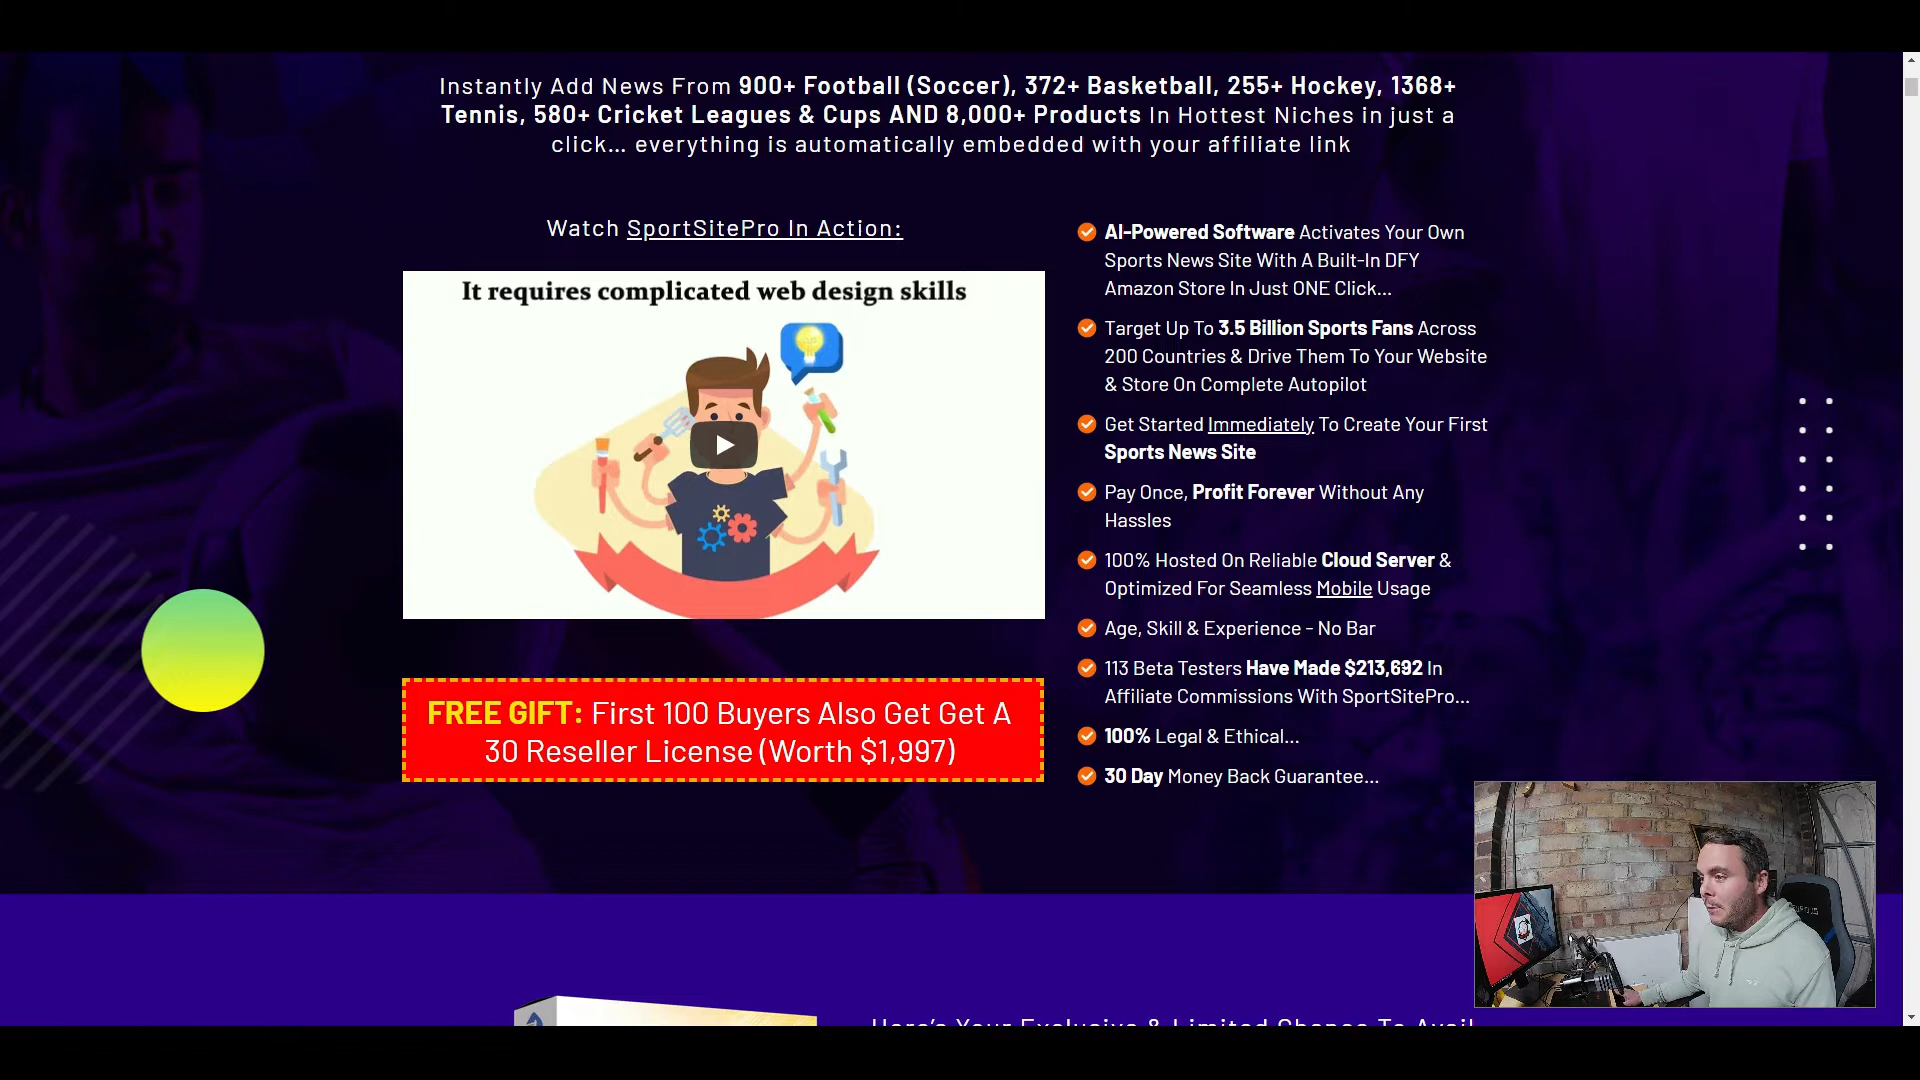 Instantly Add News From 900+ Football (Soccer), 372+ Basketball, 255+ Hockey, 1368+
Tennis, 580+ Cricket Leagues & Cups AND 8,000+ Products In Hottest Niches in just a
click... everything is automatically embedded with your affiliate link
Watch SportSitePro In Action:
It requires complicated web design skills
FREE GIFT: First 100 Buyers Also Get Get A
30 Reseller License (Worth $1,997)
AI-Powered Software Activates Your Own
Sports News Site With A Built-In DFY
Amazon Store In Just ONE Click...
Target Up To 3.5 Billion Sports Fans Across
200 Countries & Drive Them To Your Website
& Store On Complete Autopilot
Get Started Immediately To Create Your First
Sports News Site
Pay Once, Profit Forever Without Any
Hassles
100% Hosted On Reliable Cloud Server &
Optimized For Seamless Mobile Usage
Age, Skill & Experience - No Bar
113 Beta Testers Have Made $213,692 In
Affiliate Commissions With SportSitePro...
100% Legal & Ethical...
30 Day Money Back Guarantee...
Here's Your Exclusive & Limited Chance To Avail